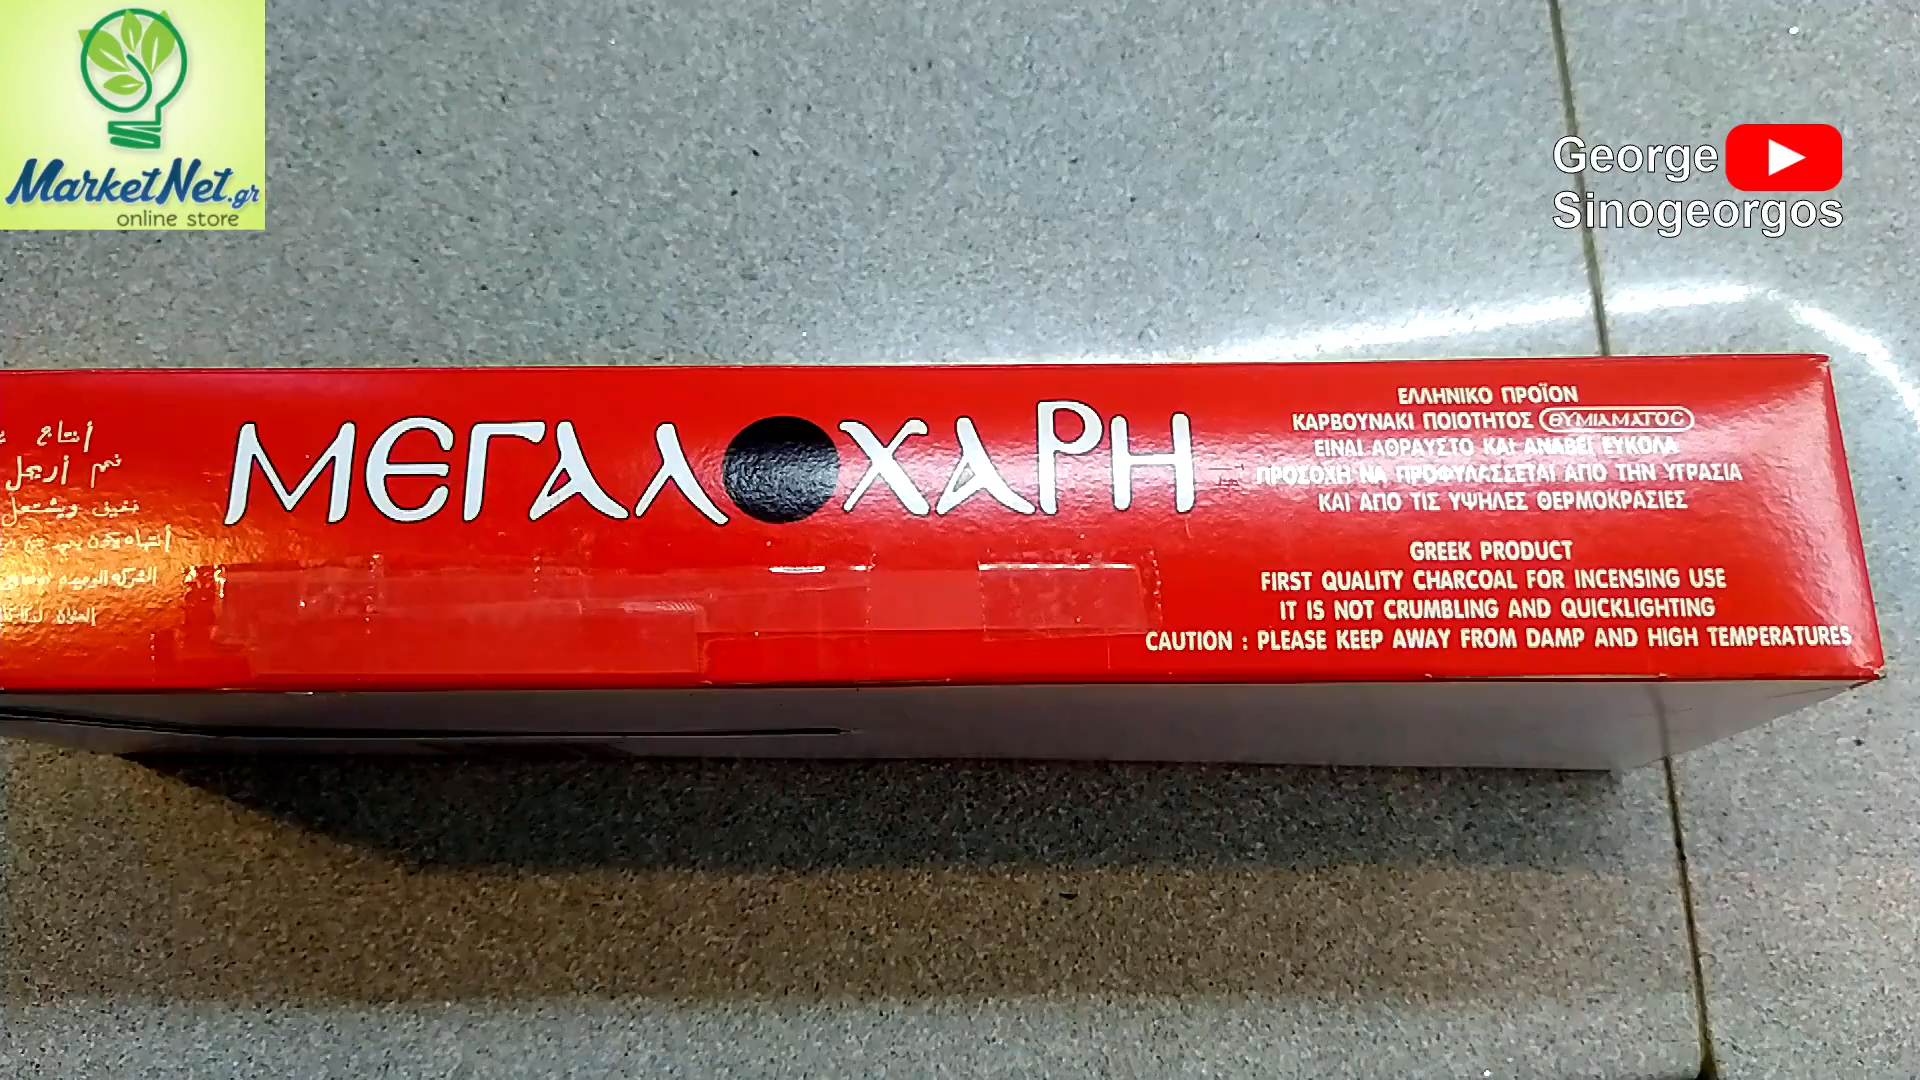 MarketNet.gr
online store
George
Sinogeorgos
ΜΕΓΑΛΟΧΑΡΗ
ΕΛΛΗΝΙΚΟ ΠΡΟΪΟΝ
ΚΑΡΒΟΥΝΑΚΙ ΠΟΙΟΤΗΤΟΣ ΘΥΜΙΑΜΑΤΟC
ΕΙΝΑΙ ΑΘΡΑΥΣΤΟ ΚΑΙ ΑΝΑΒΕΙ ΕΥΚΟΛΑ
ΠΡΟΣΟΧΗ ΝΑ ΠΡΟΦΥΛΑΣΣΕΤΑΙ ΑΠΟ ΤΗΝ ΥΓΡΑΣΙΑ
ΚΑΙ ΑΠΟ ΤΙΣ ΥΨΗΛΕΣ ΘΕΡΜΟΚΡΑΣΙΕΣ
GREEK PRODUCT
FIRST QUALITY CHARCOAL FOR INCENSING USE
IT IS NOT CRUMBLING AND QUICKLIGHTING
CAUTION : PLEASE KEEP AWAY FROM DAMP AND HIGH TEMPERATURES